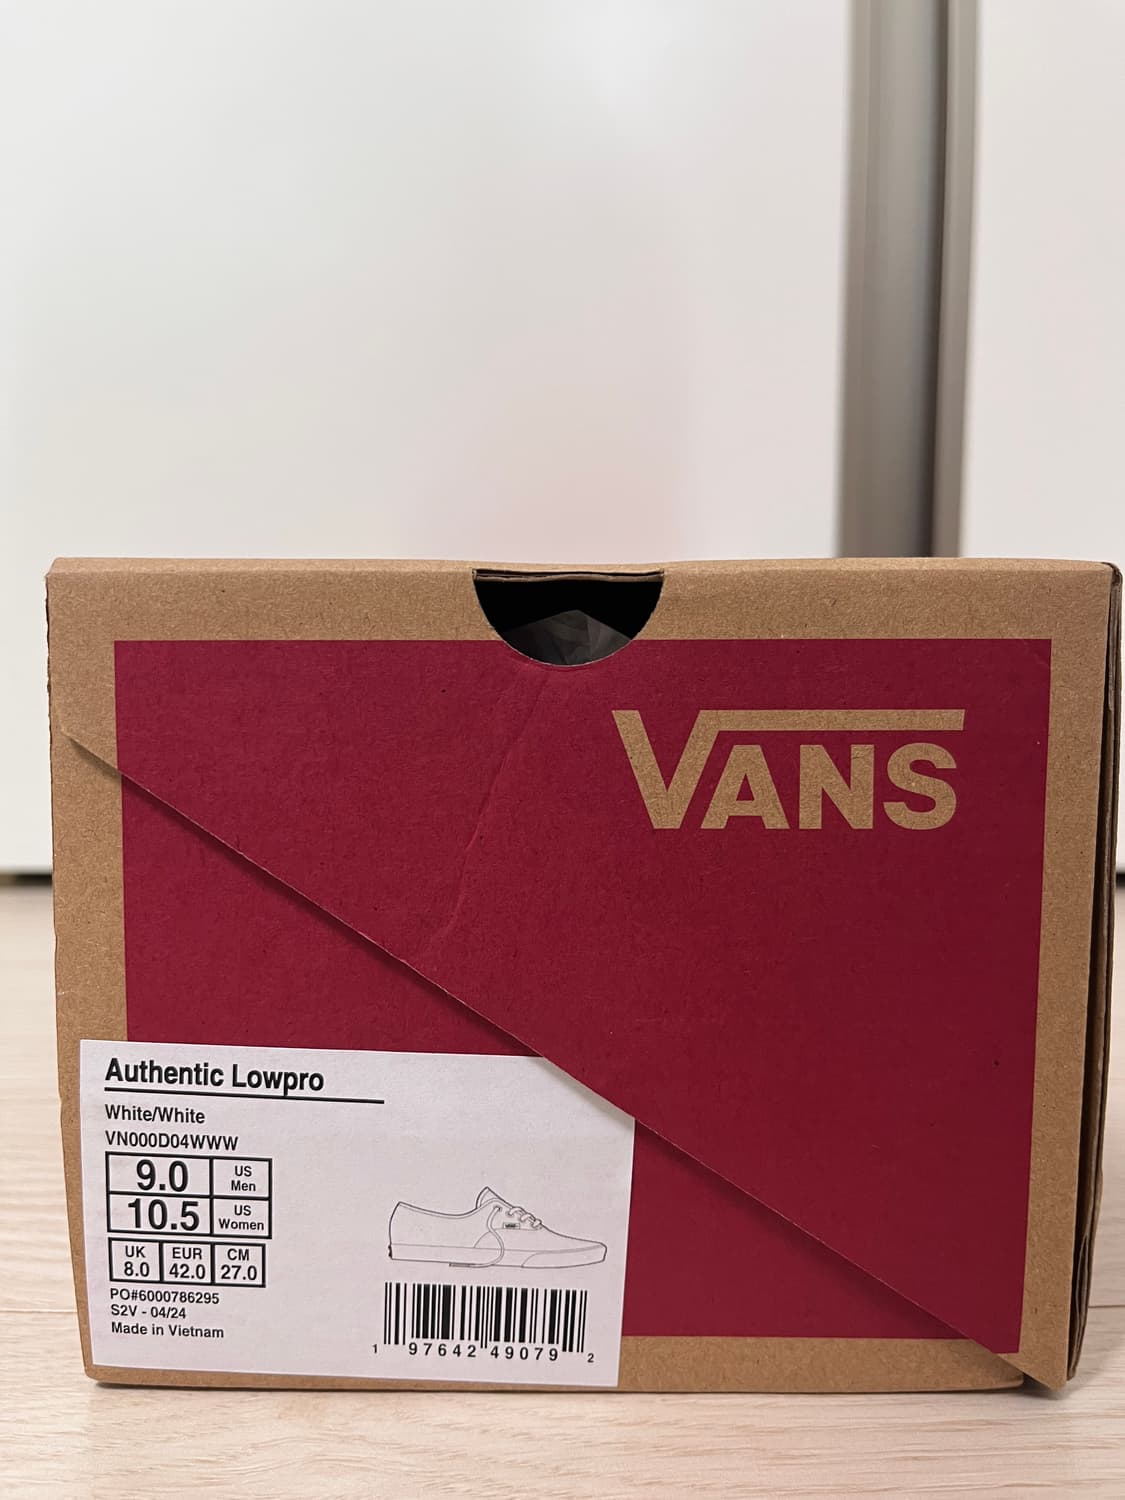 VANS
Authentic Lowpro
White/White
VN000D04WWW
9.0 US Men
10.5 US Women
UK EUR CM
8.0 42.0 27.0
PO#6000786295
S2V - 04/24
Made in Vietnam
1 97642 49079 2